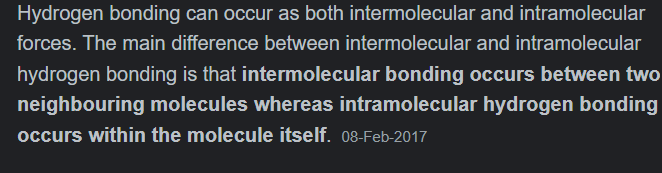 Hydrogen bonding can occur as both intermolecular and intramolecular
forces. The main difference between intermolecular and intramolecular
hydrogen bonding is that intermolecular bonding occurs between two
neighbouring molecules whereas intramolecular hydrogen bonding
occurs within the molecule itself. 08-Feb-2017